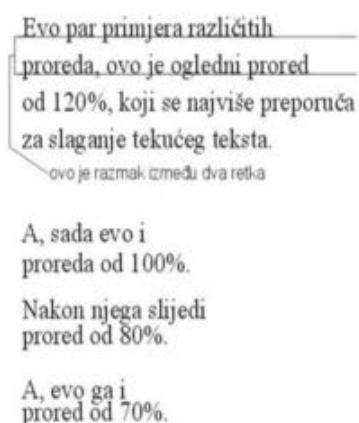 Evo par primjera različitih
proreda, ovo je ogledni prored
od 120%, koji se najviše preporuča
za slaganje tekućeg teksta.
ovo je razmak između dva retka
A, sada evo i
proreda od 100%.
Nakon njega slijedi
prored od 80%.
A, evo ga i
prored od 70%.